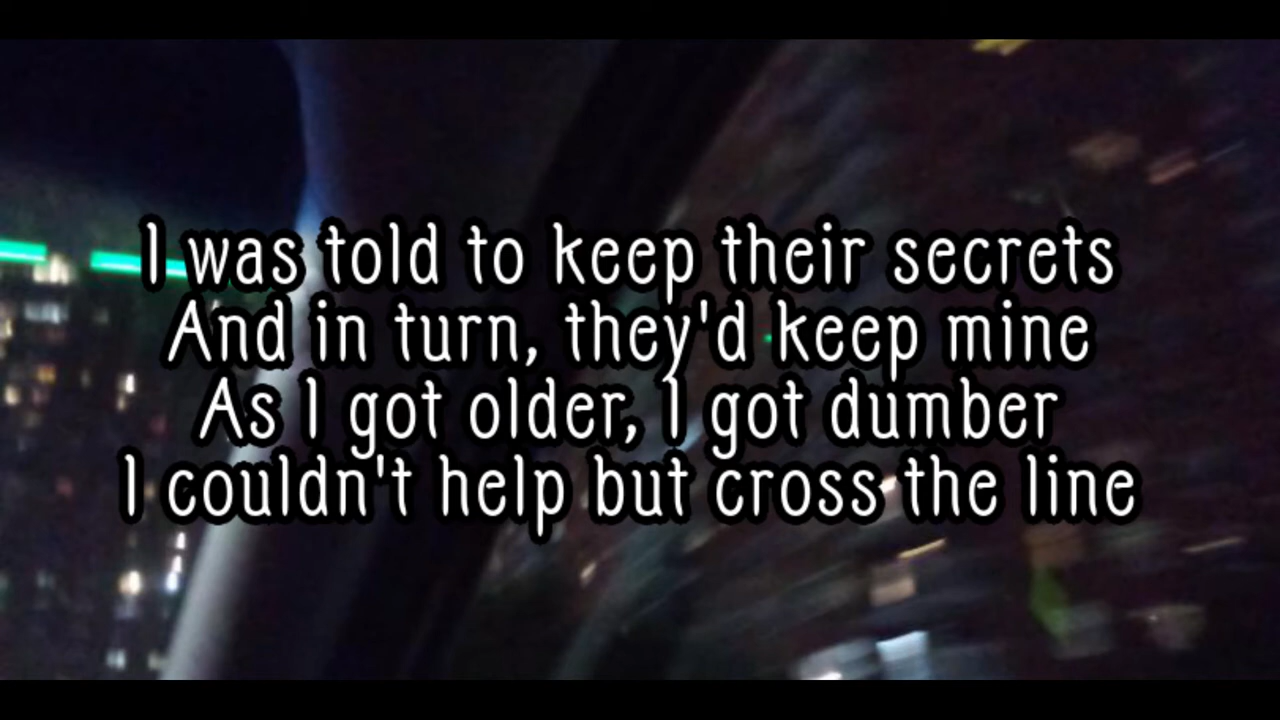 I was told to keep their secrets
And in turn, they'd keep mine
As I got older, I got dumber
I couldn't help but cross the line